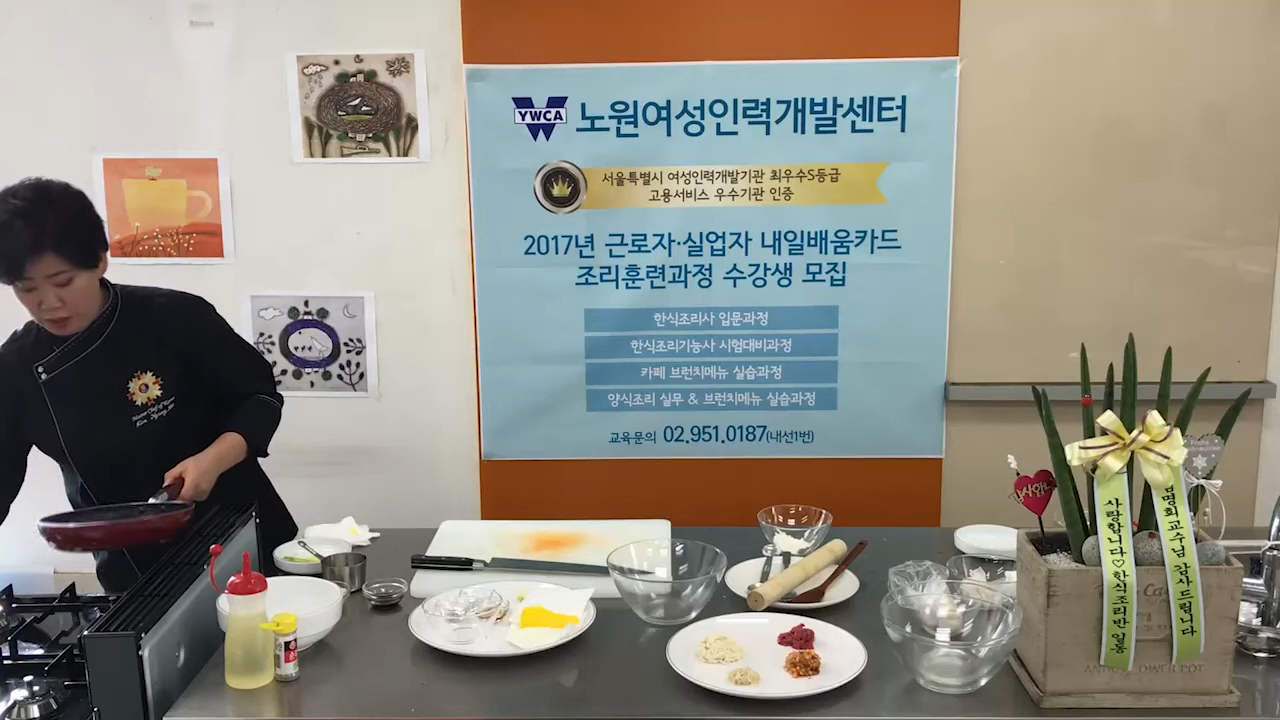 YWCA 노원여성인력개발센터
서울특별시 여성인력개발기관 최우수S등급
고용서비스 우수기관 인증
2017년 근로자·실업자 내일배움카드
조리훈련과정 수강생 모집
한식조리사 입문과정
한식조리기능사 시험대비과정
카페 브런치메뉴 실습과정
양식조리 실무 & 브런치메뉴 실습과정
교육문의 02.951.0187(내선1번)
사랑합니다♡한식조리반 일동
명회교수님 감사드립니다